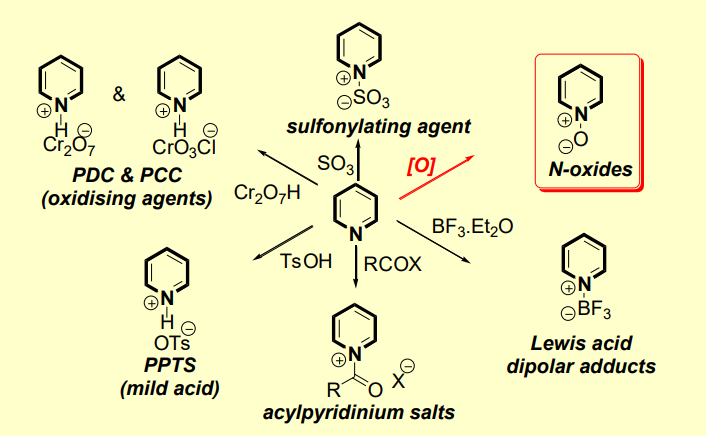 N
H
Cr2O7
&
N
H
CrO3Cl
PDC & PCC
(oxidising agents)
N
SO3
sulfonylating agent
N
O
N-oxides
SO3
[O]
Cr2O7H
N
BF3.Et2O
TsOH
RCOX
N
H
OTs
PPTS
(mild acid)
N
R
O
X
acylpyridinium salts
N
BF3
Lewis acid
dipolar adducts